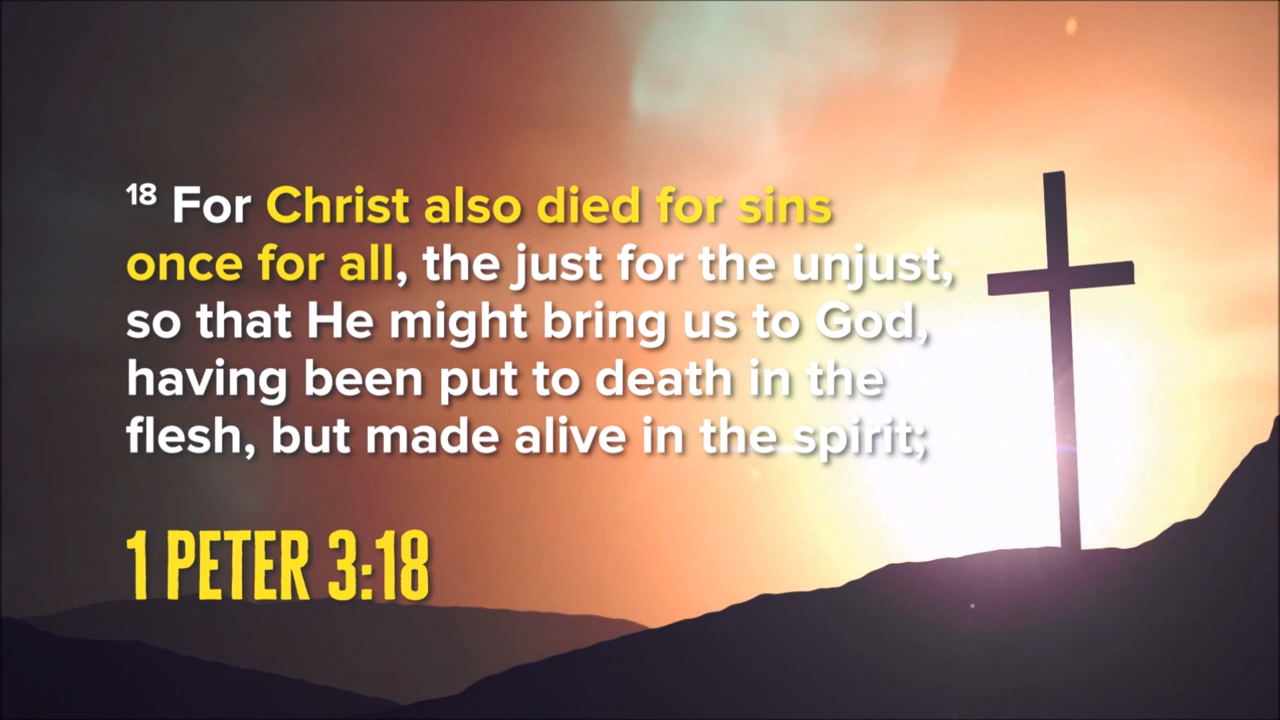 18 For Christ also died for sins
once for all, the just for the unjust,
so that He might bring us to God,
having been put to death in the
flesh, but made alive in the spirit;
1 PETER 3:18